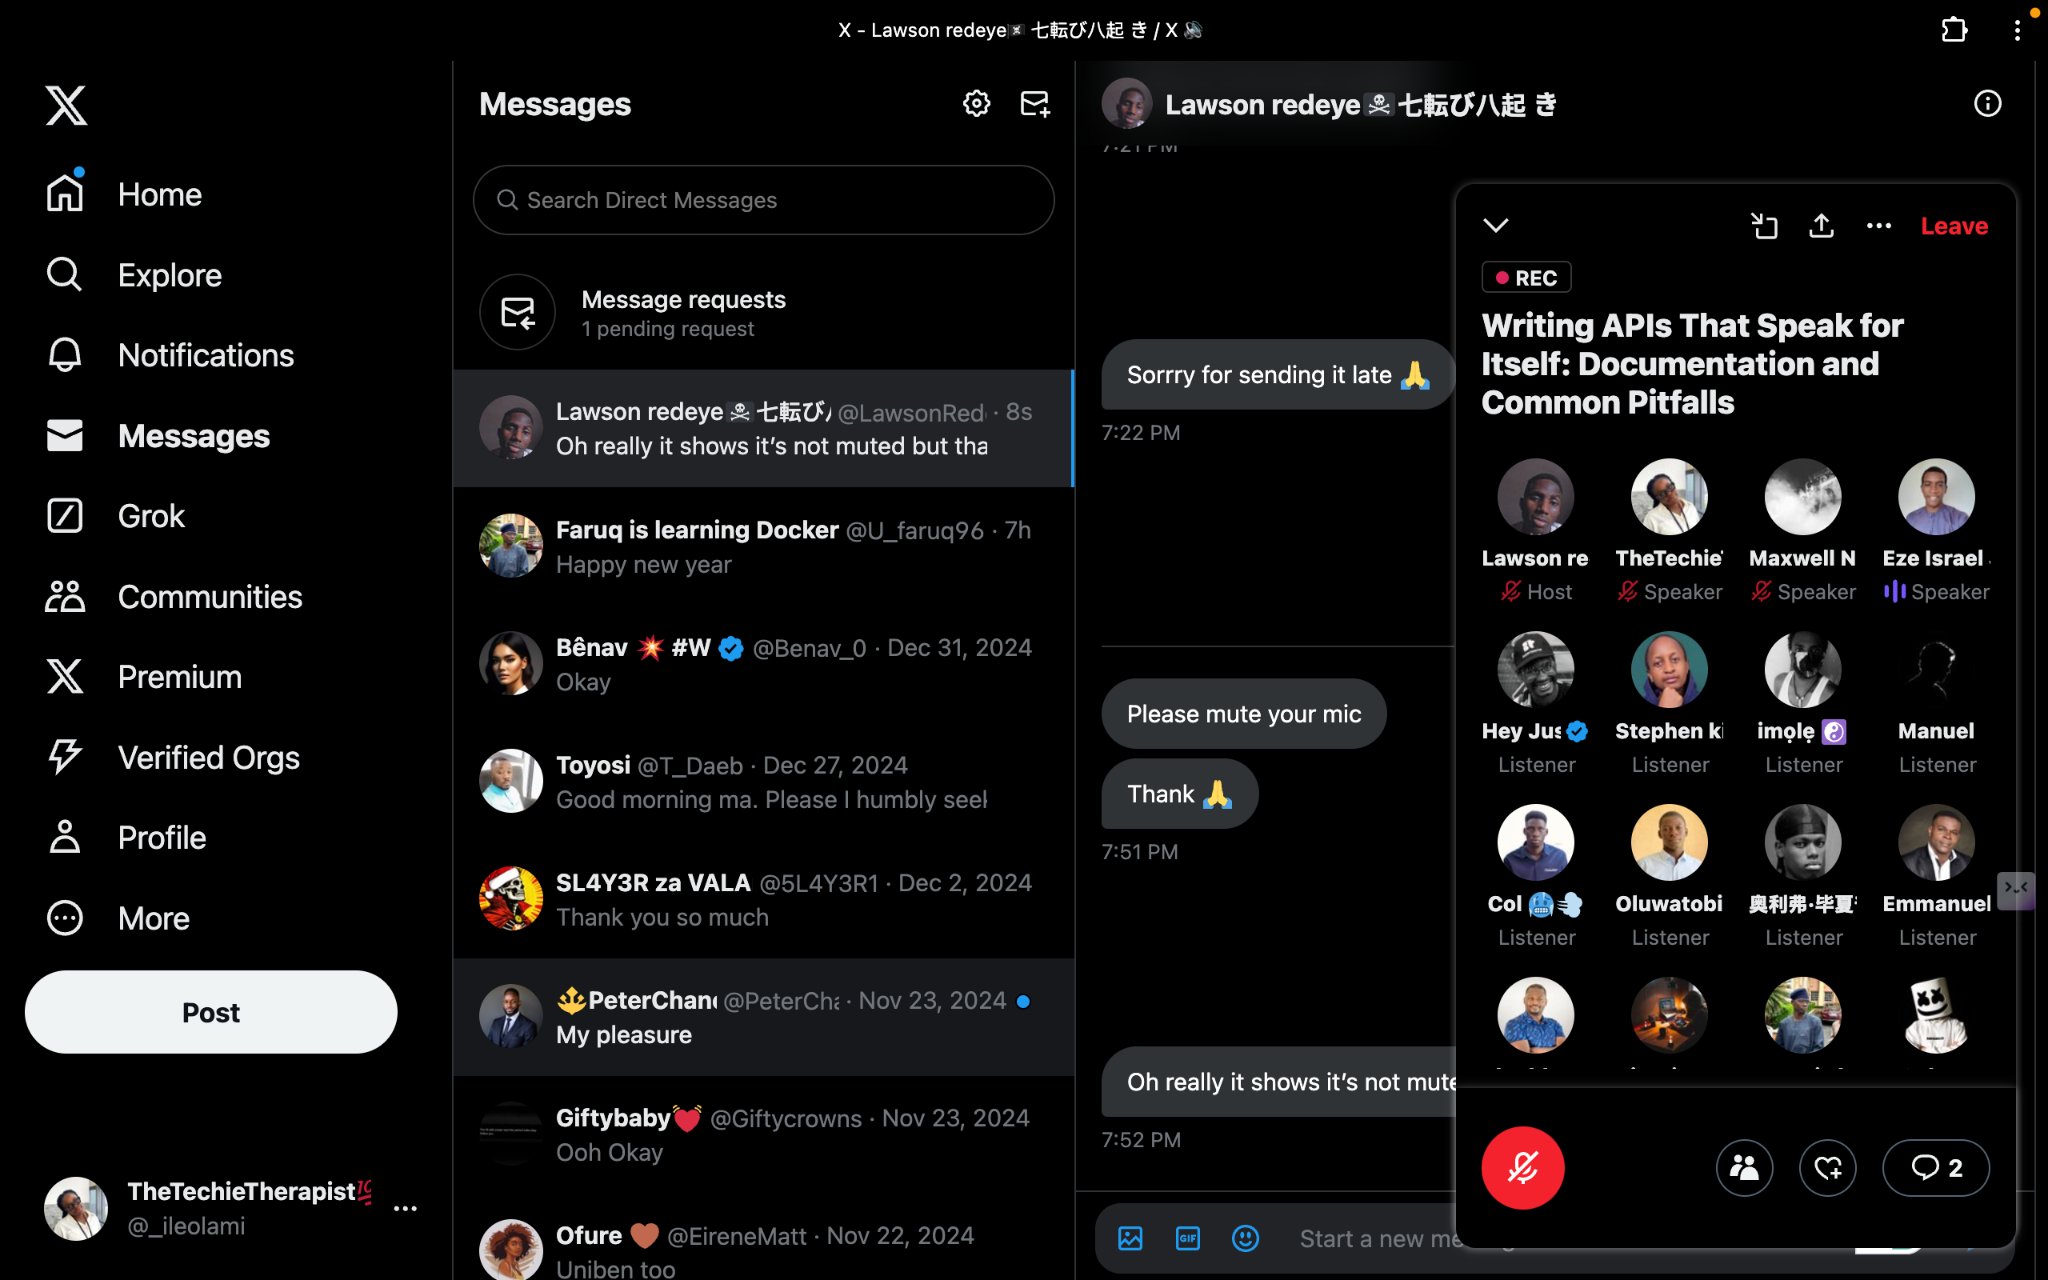 X - Lawson redeye☠ 七転び八起 き / X 🔊
Home
Explore
Notifications
Messages
Grok
Communities
Premium
Verified Orgs
Profile
More
Post
TheTechieTherapist💯
@_ileolami
Messages
Search Direct Messages
Message requests
1 pending request
Lawson redeye☠七転び @LawsonRed · 8s
Oh really it shows it’s not muted but tha
Faruq is learning Docker @U_faruq96 · 7h
Happy new year
Bênav 💥 #W @Benav_0 · Dec 31, 2024
Okay
Toyosi @T_Daeb · Dec 27, 2024
Good morning ma. Please I humbly seek
SL4Y3R za VALA @5L4Y3R1 · Dec 2, 2024
Thank you so much
🔱PeterChan @PeterCha · Nov 23, 2024
My pleasure
Giftybaby💓 @Giftycrowns · Nov 23, 2024
Ooh Okay
Ofure 🤎 @EireneMatt · Nov 22, 2024
Uniben too
Lawson redeye☠七転び八起 き
7:21 PM
Sorrry for sending it late 🙏
7:22 PM
Please mute your mic
Thank 🙏
7:51 PM
Oh really it shows it’s not mute
7:52 PM
GIF
Start a new me
Leave
REC
Writing APIs That Speak for
Itself: Documentation and
Common Pitfalls
Lawson re TheTechieT Maxwell N Eze Israel
Host Speaker Speaker Speaker
Hey Jus Stephen ki imọlẹ ☯ Manuel
Listener Listener Listener Listener
Col 🥶💨 Oluwatobi 奥利弗·毕夏 Emmanuel
Listener Listener Listener Listener
2